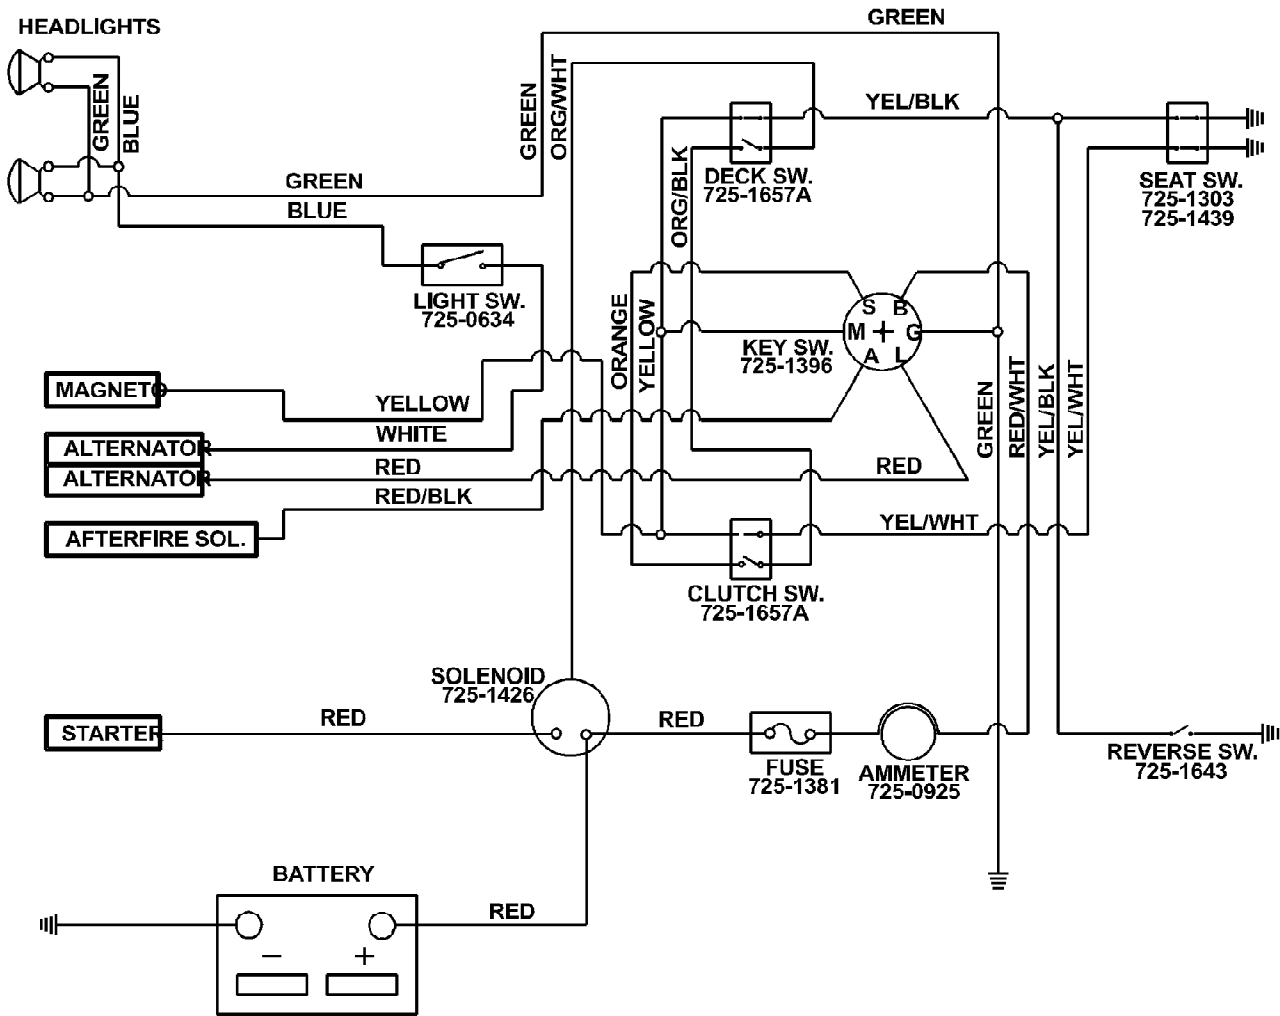 HEADLIGHTS
GREEN
GREEN
BLUE
GREEN
ORG/WHT
GREEN
BLUE
YEL/BLK
ORG/BLK
DECK SW.
725-1657A
SEAT SW.
725-1303
725-1439
LIGHT SW.
725-0634
ORANGE
YELLOW
S B
M G
A L
KEY SW.
725-1396
GREEN
RED/WHT
YEL/BLK
YEL/WHT
MAGNETO
YELLOW
ALTERNATOR
WHITE
ALTERNATOR
RED
RED
RED/BLK
AFTERFIRE SOL.
YEL/WHT
CLUTCH SW.
725-1657A
SOLENOID
725-1426
STARTER
RED
RED
FUSE
725-1381
AMMETER
725-0925
REVERSE SW.
725-1643
BATTERY
RED
− +